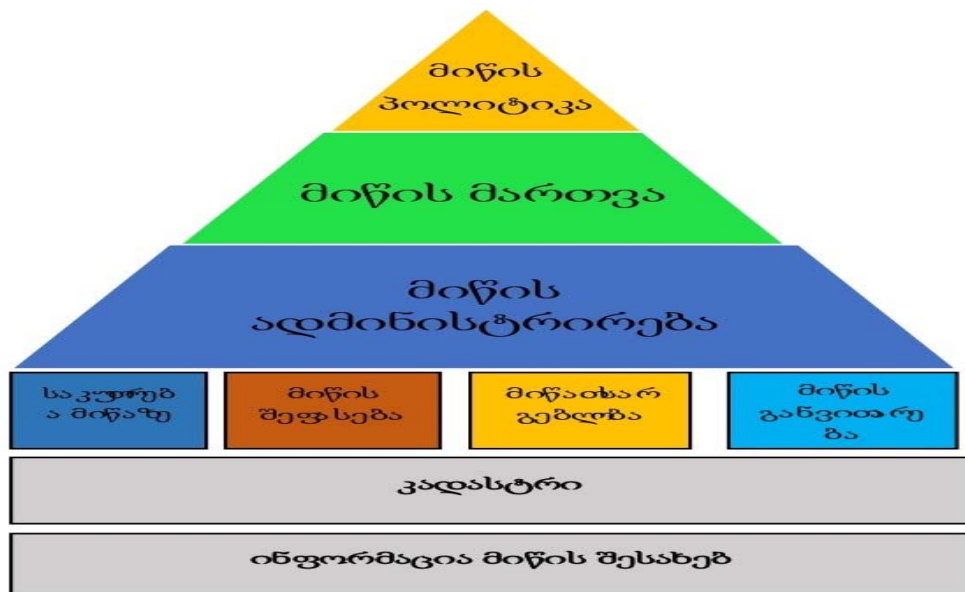 მიწის
პოლიტიკა
მიწის მართვა
მიწის
ადმინისტრირება
საკუთრებ
ა მიწაზე
მიწის
შეფასება
მიწათსარ
გებლობა
მიწის
განვითარე
ბა
კადასტრი
ინფორმაცია მიწის შესახებ